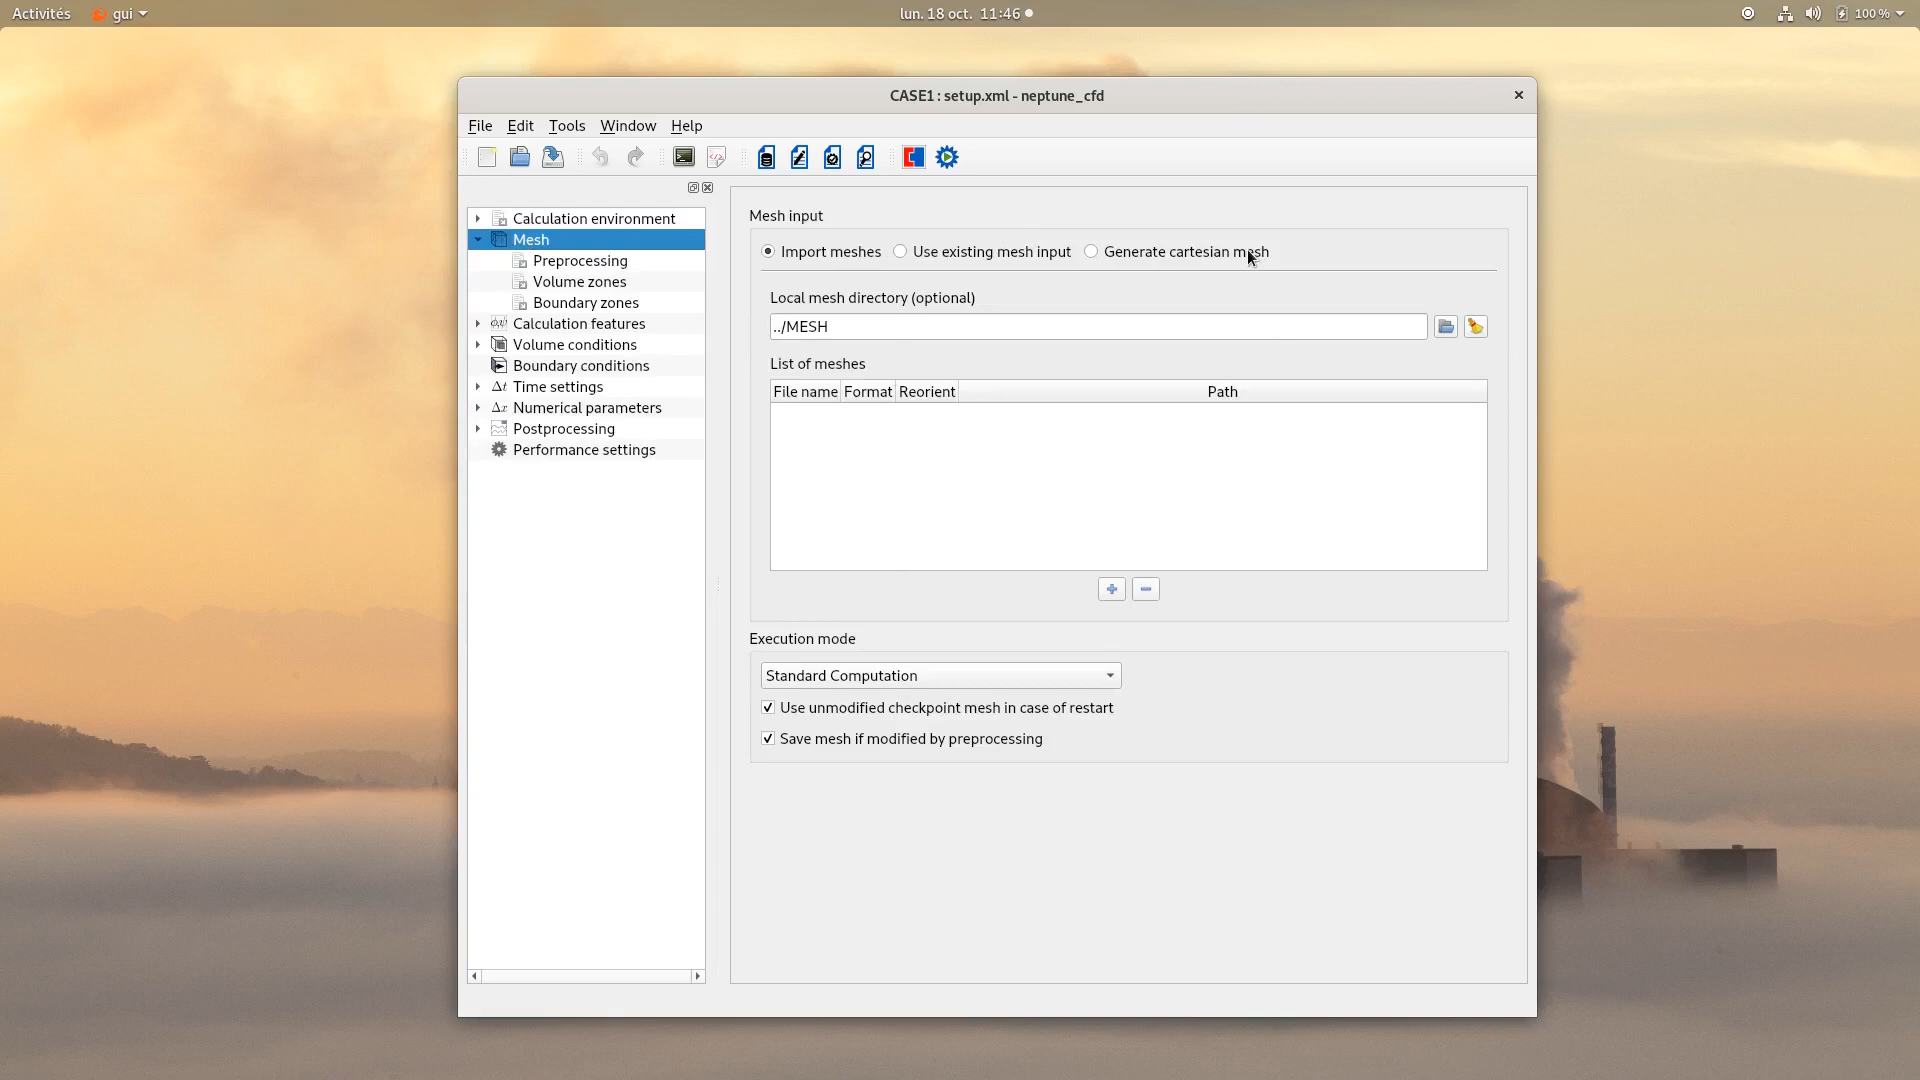 Activités gui lun. 18 oct. 11:46 100 %
CASE1 : setup.xml - neptune_cfd
File Edit Tools Window Help
Calculation environment
Mesh
Preprocessing
Volume zones
Boundary zones
Calculation features
Volume conditions
Boundary conditions
Δt Time settings
Δx Numerical parameters
Postprocessing
Performance settings
Mesh input
Import meshes Use existing mesh input Generate cartesian mesh
Local mesh directory (optional)
../MESH
List of meshes
File name Format Reorient Path
Execution mode
Standard Computation
Use unmodified checkpoint mesh in case of restart
Save mesh if modified by preprocessing